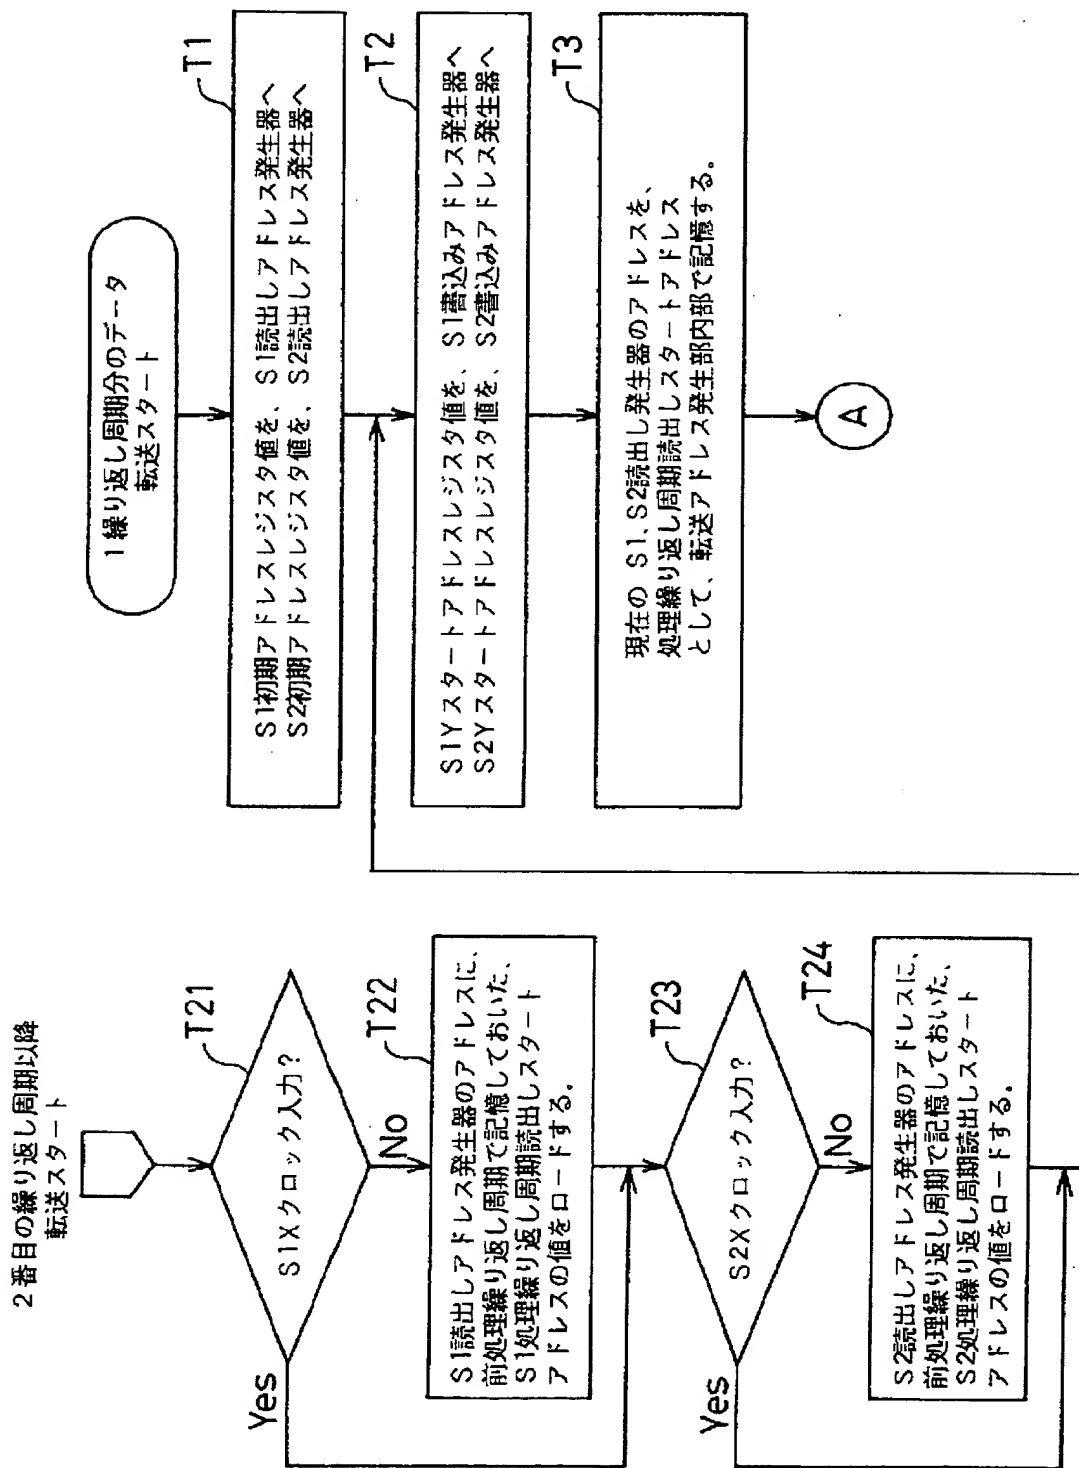 1繰り返し周期分のデータ
転送スタート
T1
S1初期アドレスレジスタ値を、S1読出しアドレス発生器へ
S2初期アドレスレジスタ値を、S2読出しアドレス発生器へ
T2
S1Yスタートアドレスレジスタ値を、S1書込みアドレス発生器へ
S2Yスタートアドレスレジスタ値を、S2書込みアドレス発生器へ
T3
現在の S1、S2読出し発生器のアドレスを、
処理繰り返し周期読出しスタートアドレス
として、転送アドレス発生部内部で記憶する。
A
2番目の繰り返し周期以降
転送スタート
T21
S1Xクロック入力?
Yes
No
T22
S1読出しアドレス発生器のアドレスに、
前処理繰り返し周期で記憶しておいた、
S1処理繰り返し周期読出しスタート
アドレスの値をロードする。
T23
S2Xクロック入力?
Yes
No
T24
S2読出しアドレス発生器のアドレスに、
前処理繰り返し周期で記憶しておいた、
S2処理繰り返し周期読出しスタート
アドレスの値をロードする。